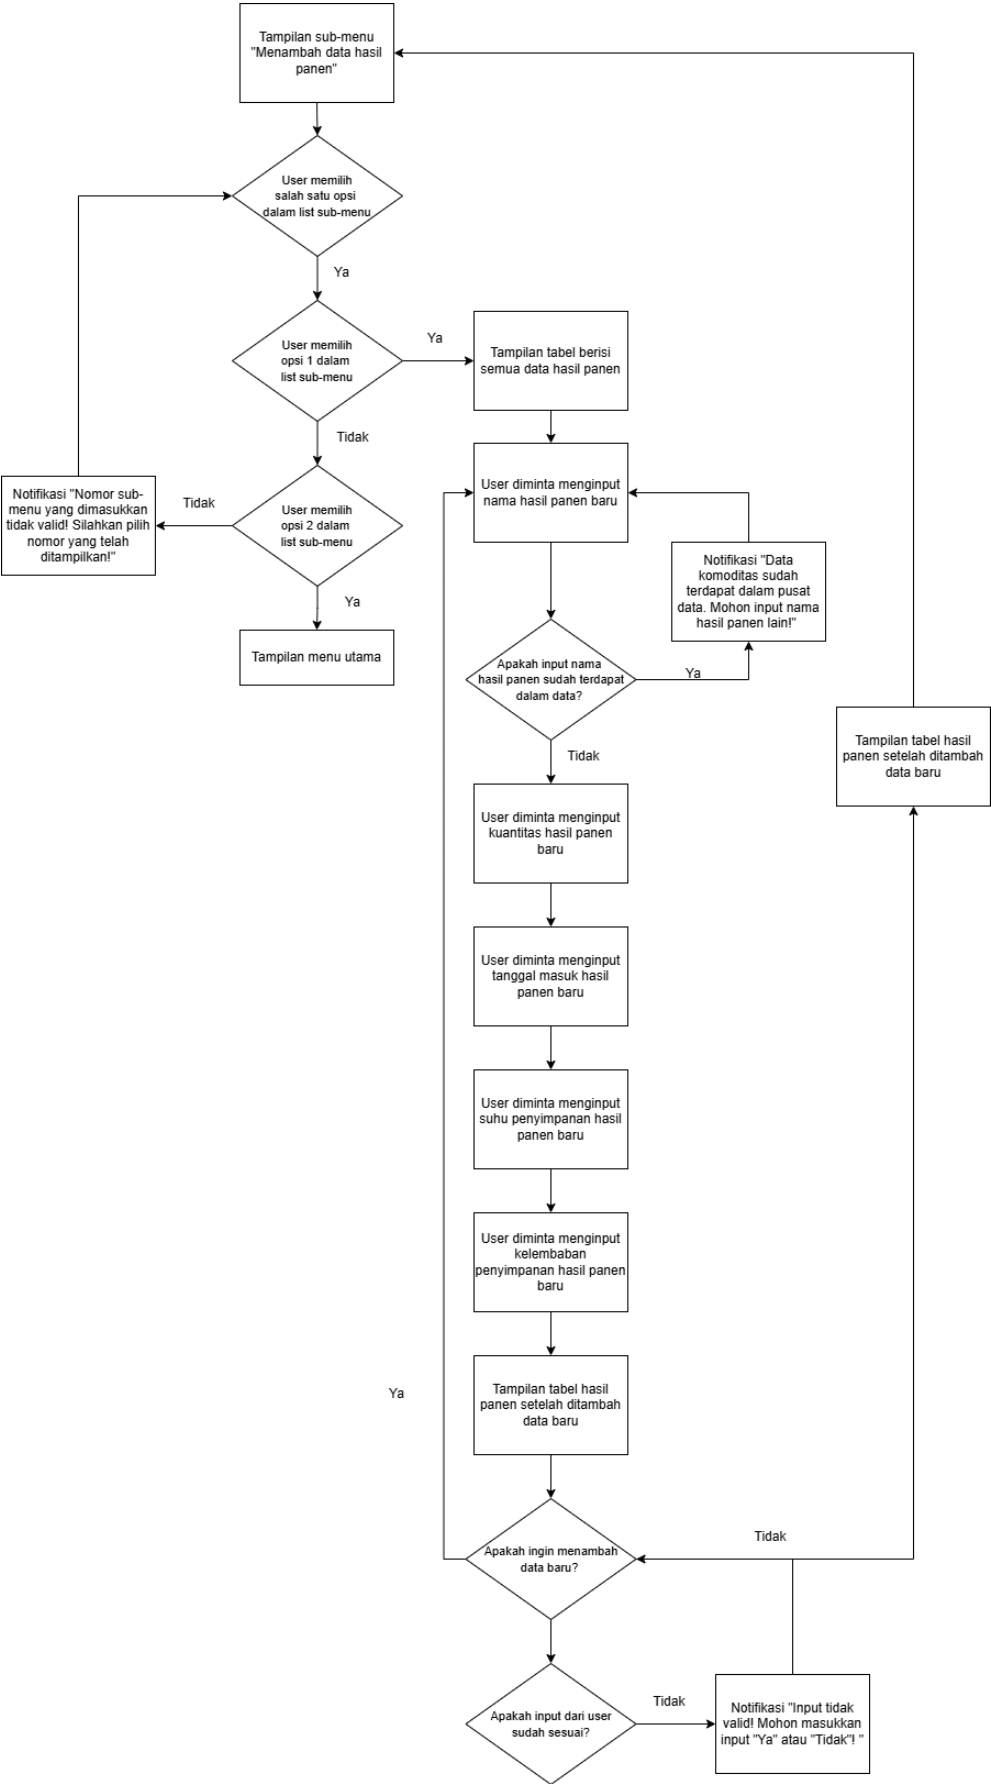 Tampilan sub-menu
"Menambah data hasil
panen"
User memilih
salah satu opsi
dalam list sub-menu
Ya
User memilih
opsi 1 dalam
list sub-menu
Ya
Tampilan tabel berisi
semua data hasil panen
Tidak
User diminta menginput
nama hasil panen baru
Notifikasi "Nomor sub-
menu yang dimasukkan
tidak valid! Silahkan pilih
nomor yang telah
ditampilkan!"
Tidak
User memilih
opsi 2 dalam
list sub-menu
Ya
Tampilan menu utama
Notifikasi "Data
komoditas sudah
terdapat dalam pusat
data. Mohon input nama
hasil panen lain!"
Apakah input nama
hasil panen sudah terdapat
dalam data?
Ya
Tidak
Tampilan tabel hasil
panen setelah ditambah
data baru
User diminta menginput
kuantitas hasil panen
baru
User diminta menginput
tanggal masuk hasil
panen baru
User diminta menginput
suhu penyimpanan hasil
panen baru
User diminta menginput
kelembaban
penyimpanan hasil panen
baru
Tampilan tabel hasil
panen setelah ditambah
data baru
Ya
Apakah ingin menambah
data baru?
Tidak
Apakah input dari user
sudah sesuai?
Tidak
Notifikasi "Input tidak
valid! Mohon masukkan
input "Ya" atau "Tidak"! "